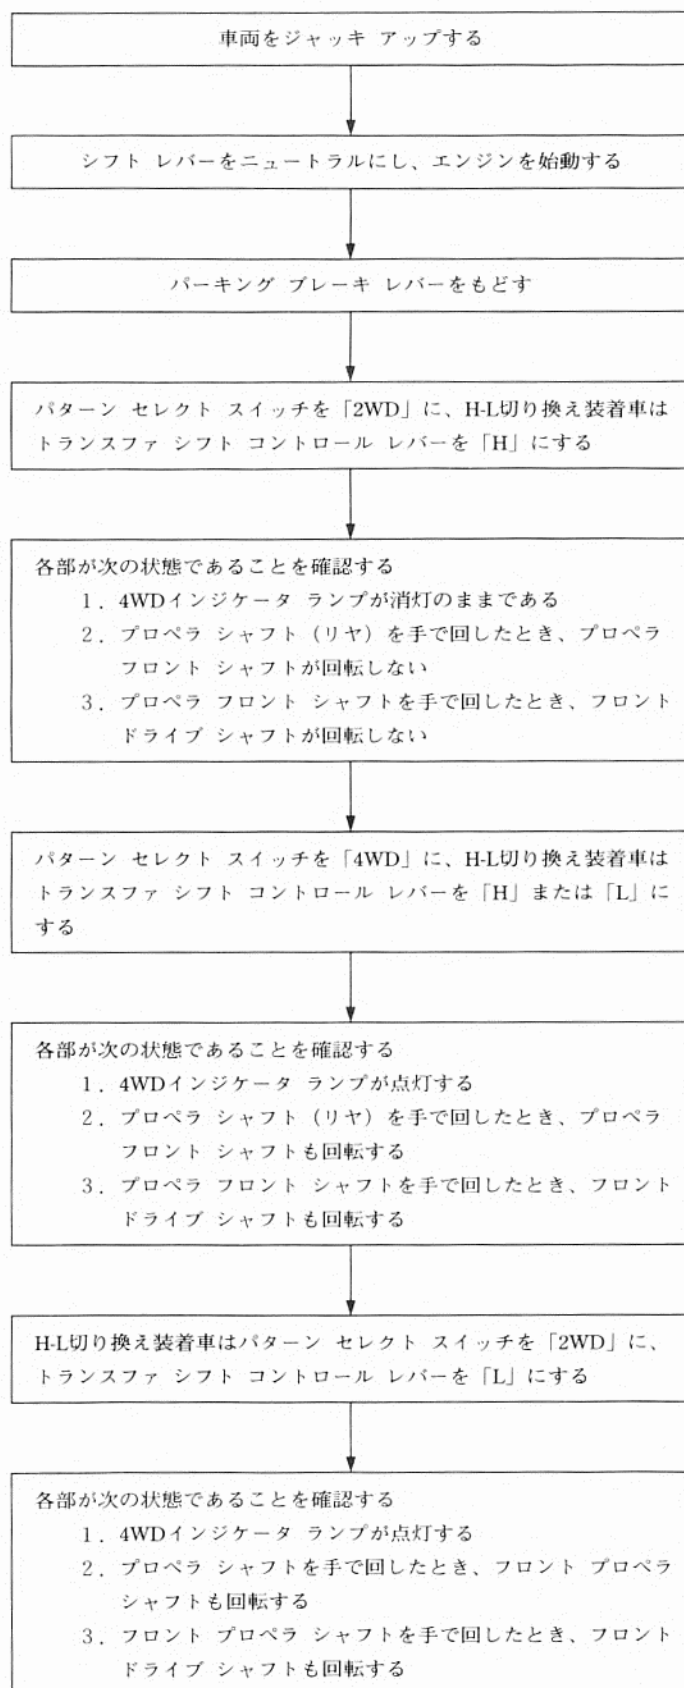 車両をジャッキ アップする
シフト レバーをニュートラルにし、エンジンを始動する
パーキング ブレーキ レバーをもどす
パターン セレクト スイッチを「2WD」に、H-L切り換え装着車は
トランスファ シフト コントロール レバーを「H」にする
各部が次の状態であることを確認する
1. 4WDインジケータ ランプが消灯のままである
2. プロペラ シャフト（リヤ）を手で回したとき、プロペラ
フロント シャフトが回転しない
3. プロペラ フロント シャフトを手で回したとき、フロント
ドライブ シャフトが回転しない
パターン セレクト スイッチを「4WD」に、H-L切り換え装着車は
トランスファ シフト コントロール レバーを「H」または「L」に
する
各部が次の状態であることを確認する
1. 4WDインジケータ ランプが点灯する
2. プロペラ シャフト（リヤ）を手で回したとき、プロペラ
フロント シャフトも回転する
3. プロペラ フロント シャフトを手で回したとき、フロント
ドライブ シャフトも回転する
H-L切り換え装着車はパターン セレクト スイッチを「2WD」に、
トランスファ シフト コントロール レバーを「L」にする
各部が次の状態であることを確認する
1. 4WDインジケータ ランプが点灯する
2. プロペラ シャフトを手で回したとき、フロント プロペラ
シャフトも回転する
3. フロント プロペラ シャフトを手で回したとき、フロント
ドライブ シャフトも回転する